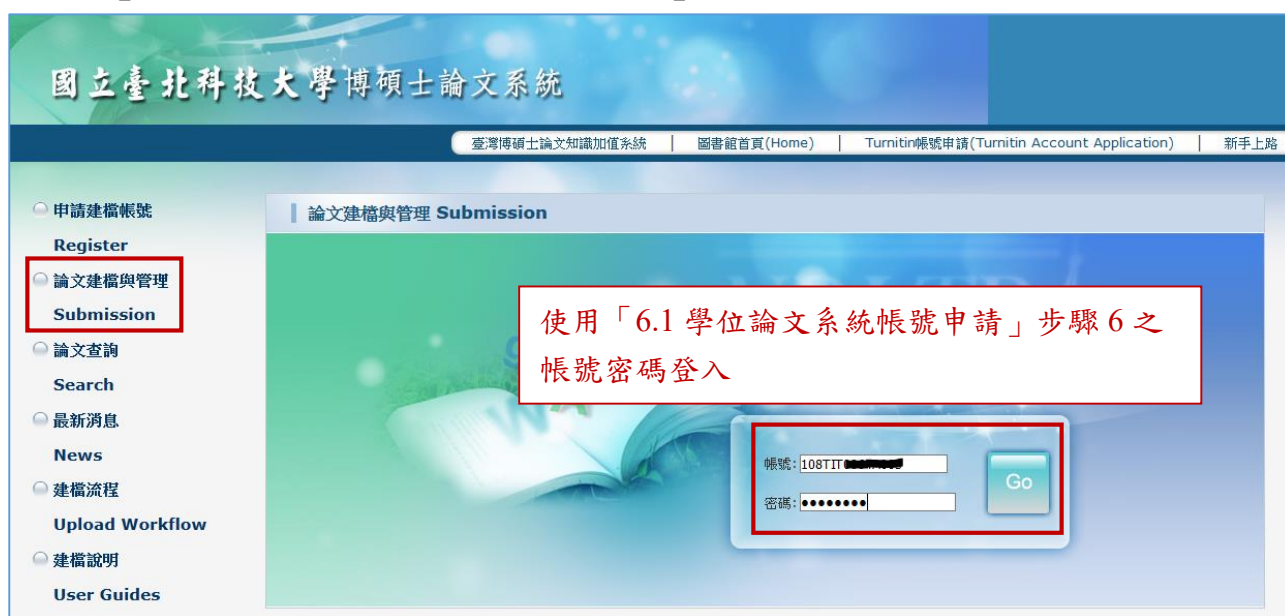 國立臺北科技大學博碩士論文系統
臺灣博碩士論文知識加值系統 | 圖書館首頁(Home) | Turnitin帳號申請(Turnitin Account Application) | 新手上路
申請建檔帳號
Register
論文建檔與管理
Submission
論文查詢
Search
最新消息
News
建檔流程
Upload Workflow
建檔說明
User Guides
論文建檔與管理 Submission
使用「6.1 學位論文系統帳號申請」步驟 6 之
帳號密碼登入
帳號: 108TIT
密碼: ●●●●●●●●
Go